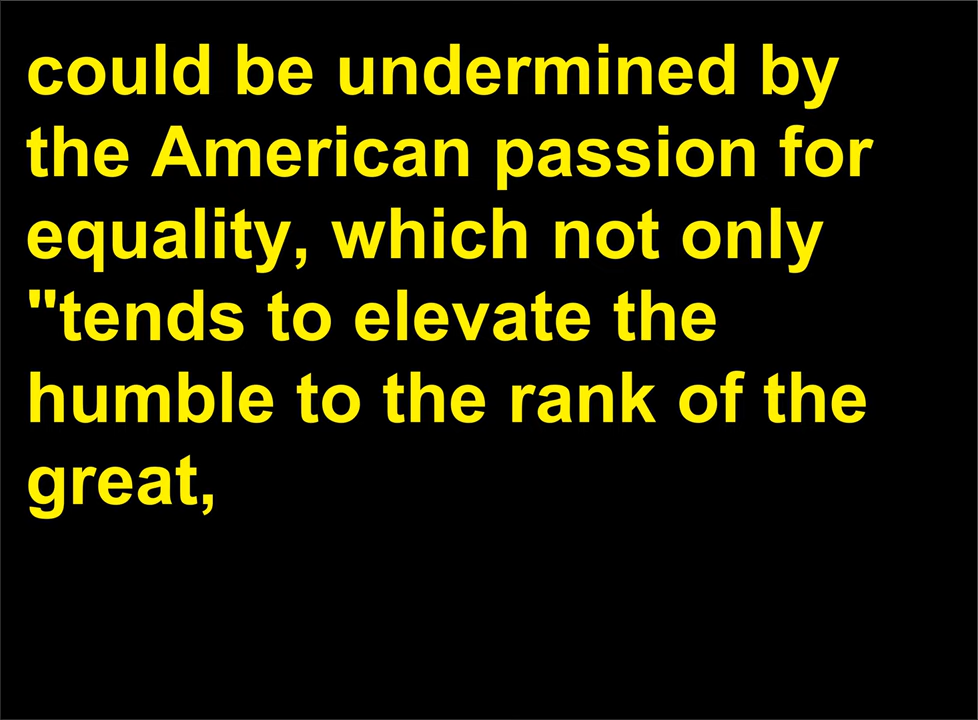 could be undermined by
the American passion for
equality, which not only
"tends to elevate the
humble to the rank of the
great,